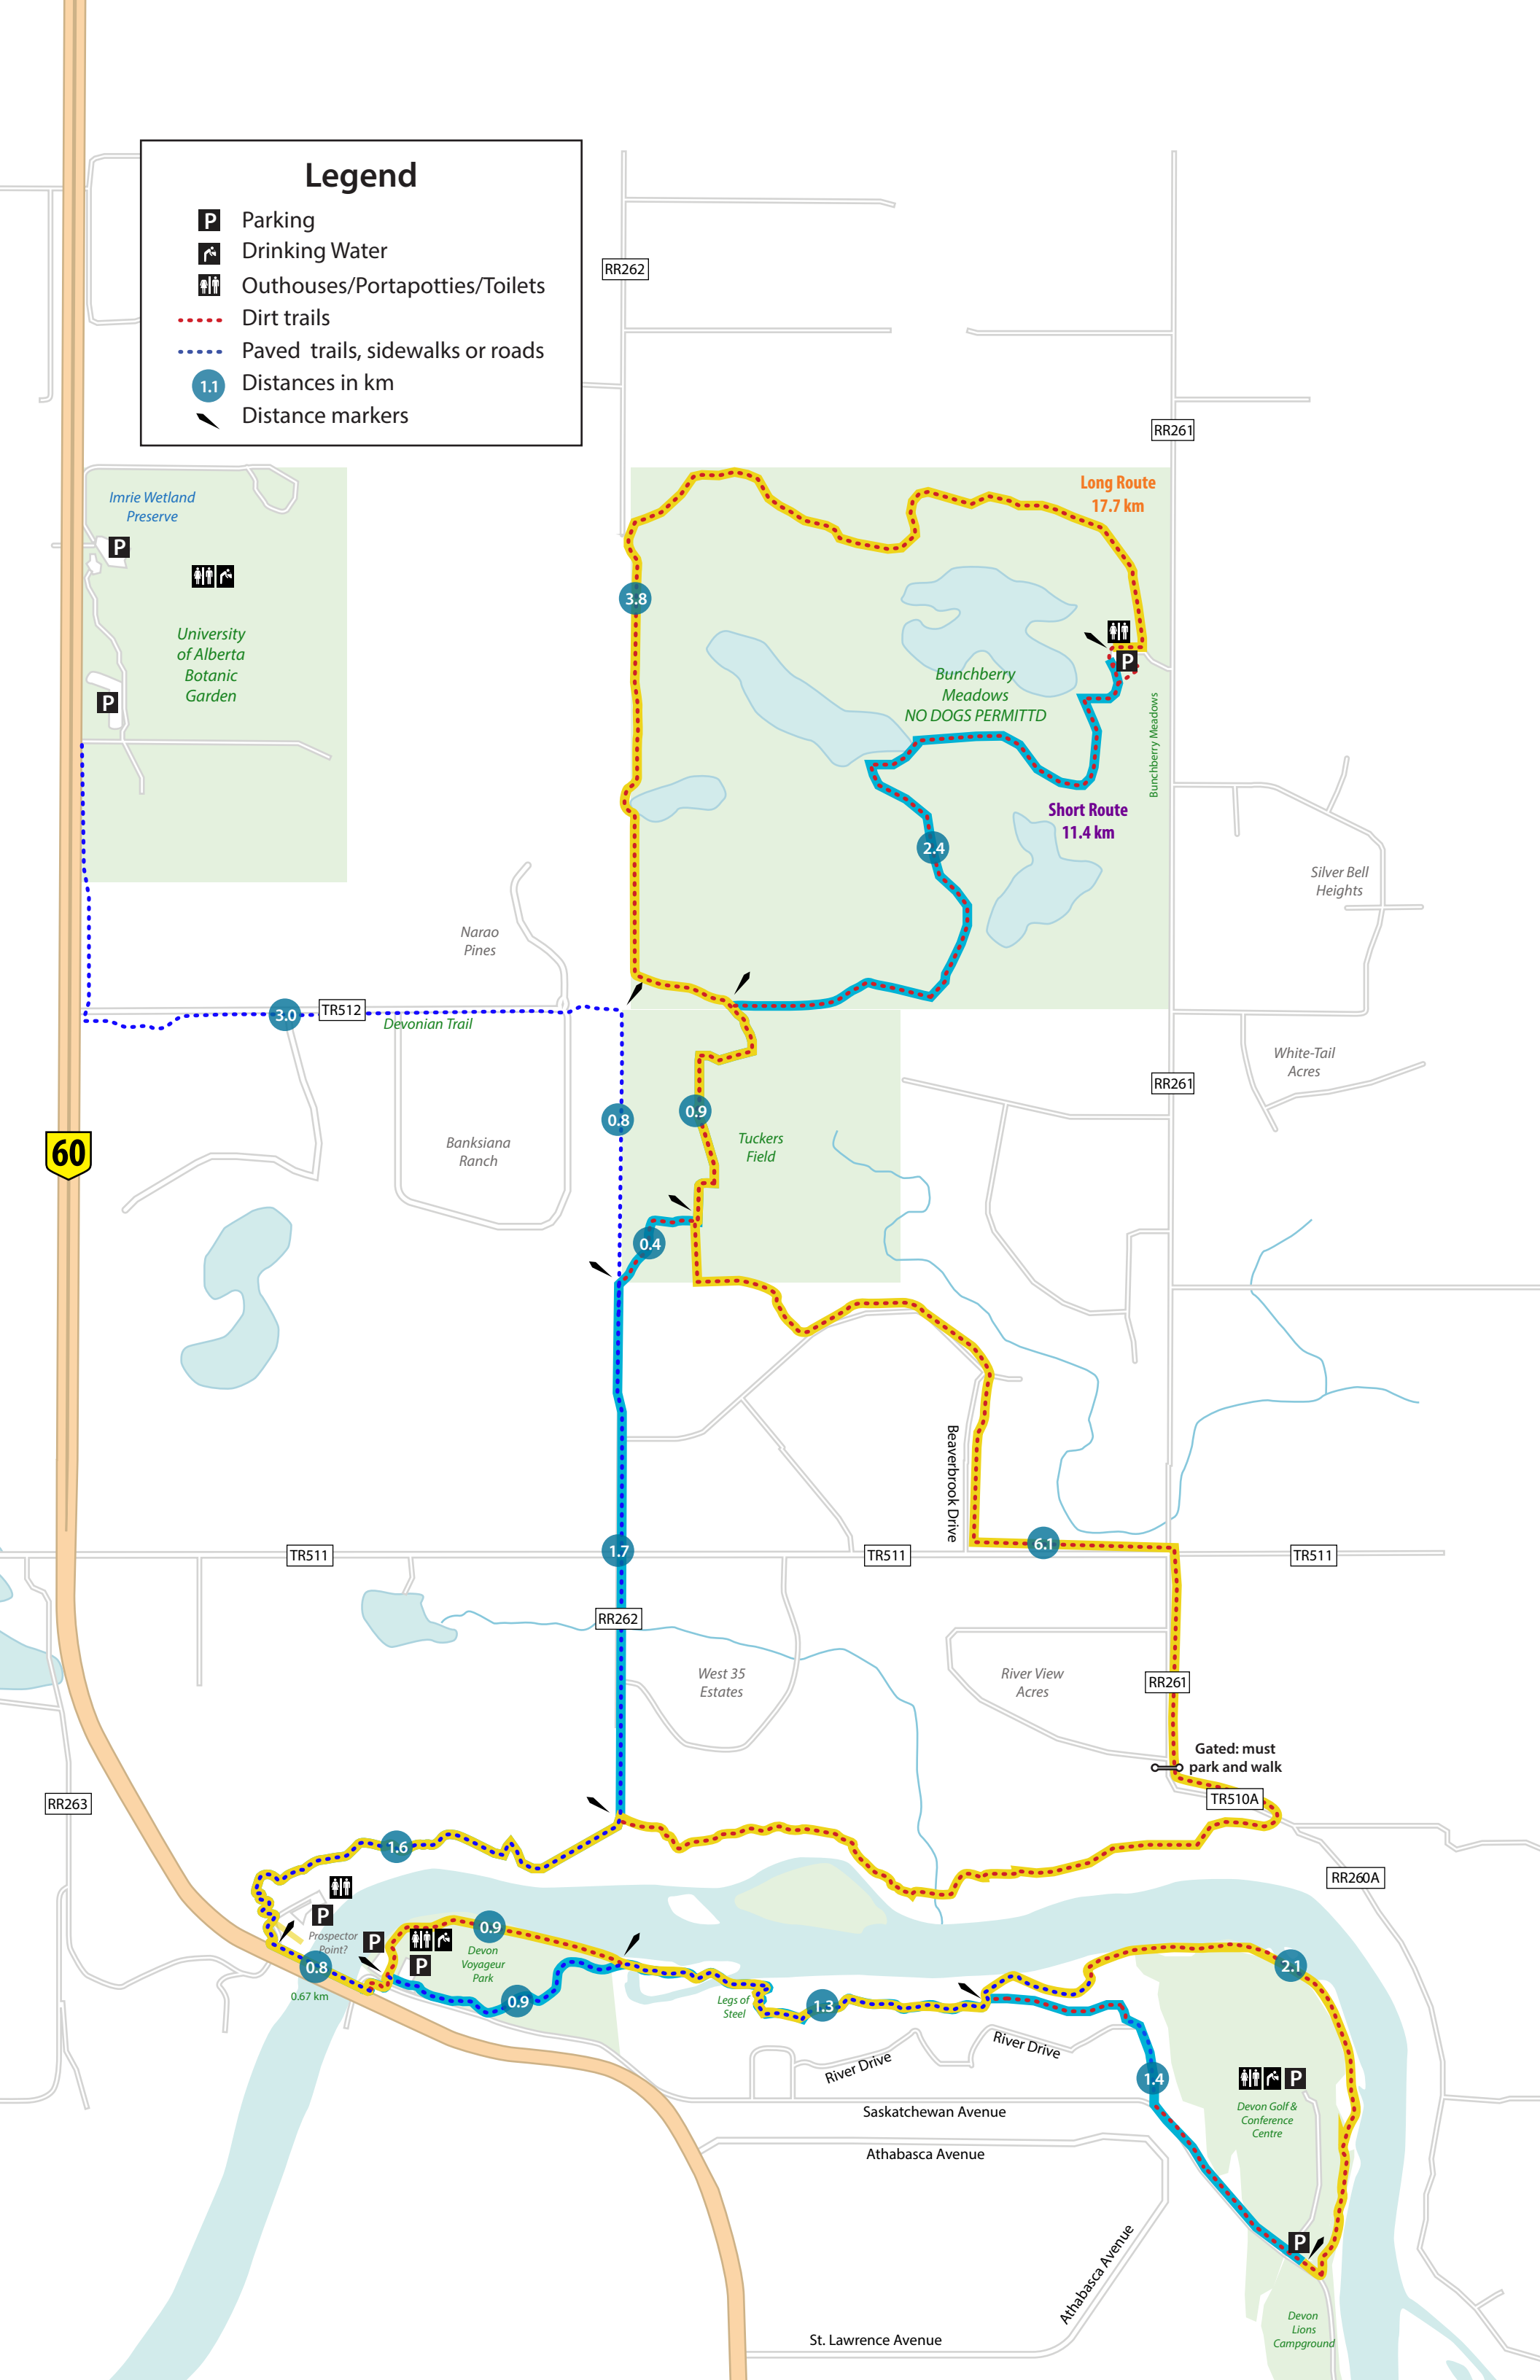 Legend
P Parking
Drinking Water
Outhouses/Portapotties/Toilets
Dirt trails
Paved trails, sidewalks or roads
1.1 Distances in km
Distance markers
RR262
RR261
Imrie Wetland
Preserve
P
University
of Alberta
Botanic
Garden
P
Long Route
17.7 km
3.8
P
Bunchberry
Meadows
NO DOGS PERMITTD
Bunchberry Meadows
Short Route
11.4 km
2.4
Silver Bell
Heights
Narao
Pines
3.0
TR512
Devonian Trail
White-Tail
Acres
RR261
0.8
0.9
Banksiana
Ranch
Tuckers
Field
60
0.4
Beaverbrook Drive
TR511
1.7
TR511
6.1
TR511
RR262
West 35
Estates
River View
Acres
RR261
Gated: must
park and walk
TR510A
RR263
1.6
RR260A
P
Prospector
Point?
0.8
0.67 km
P
P
0.9
Devon
Voyageur
Park
0.9
Legs of
Steel
1.3
2.1
River Drive
River Drive
1.4
P
Devon Golf &
Conference
Centre
Saskatchewan Avenue
Athabasca Avenue
Athabasca Avenue
P
St. Lawrence Avenue
Devon
Lions
Campground